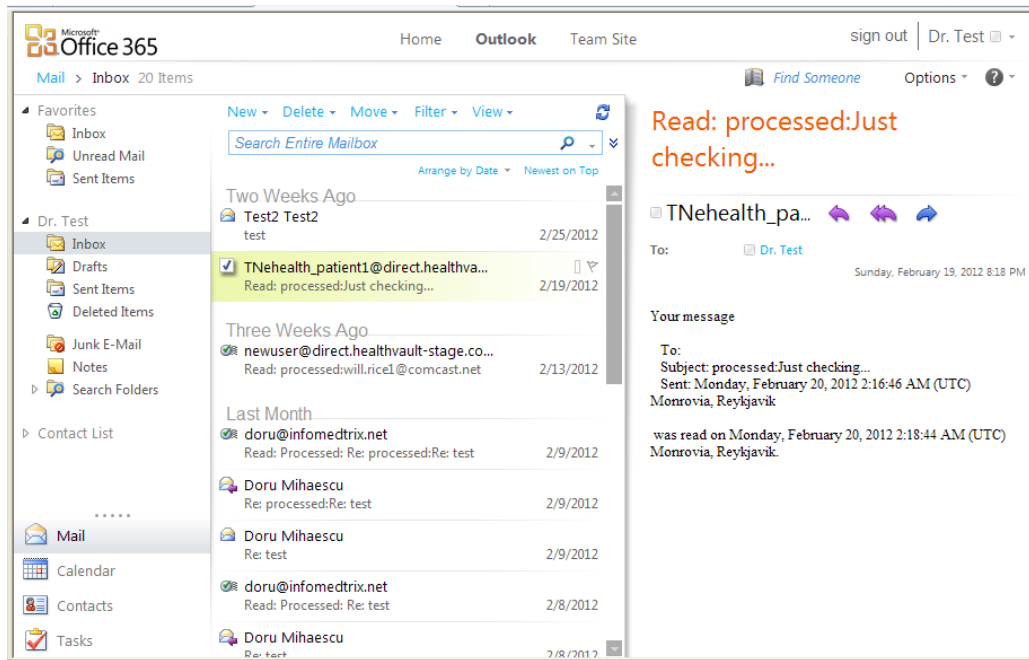 Microsoft®
Office 365
Home Outlook Team Site
sign out Dr. Test
Mail > Inbox 20 Items
Find Someone Options
Favorites
Inbox
Unread Mail
Sent Items
Dr. Test
Inbox
Drafts
Sent Items
Deleted Items
Junk E-Mail
Notes
Search Folders
Contact List
Mail
Calendar
Contacts
Tasks
New Delete Move Filter View
Search Entire Mailbox
Arrange by Date Newest on Top
Two Weeks Ago
Test2 Test2
test 2/25/2012
TNehealth_patient1@direct.healthva...
Read: processed:Just checking... 2/19/2012
Three Weeks Ago
newuser@direct.healthvault-stage.co...
Read: processed:will.rice1@comcast.net 2/13/2012
Last Month
doru@infomedtrix.net
Read: Processed: Re: processed:Re: test 2/9/2012
Doru Mihaescu
Re: processed:Re: test 2/9/2012
Doru Mihaescu
Re: test 2/9/2012
doru@infomedtrix.net
Read: Processed: Re: test 2/8/2012
Doru Mihaescu
Re: test 2/8/2012
Read: processed:Just
checking...
TNehealth_pa...
To: Dr. Test
Sunday, February 19, 2012 8:18 PM
Your message
To:
Subject: processed:Just checking...
Sent: Monday, February 20, 2012 2:16:46 AM (UTC)
Monrovia, Reykjavik
was read on Monday, February 20, 2012 2:18:44 AM (UTC)
Monrovia, Reykjavik.